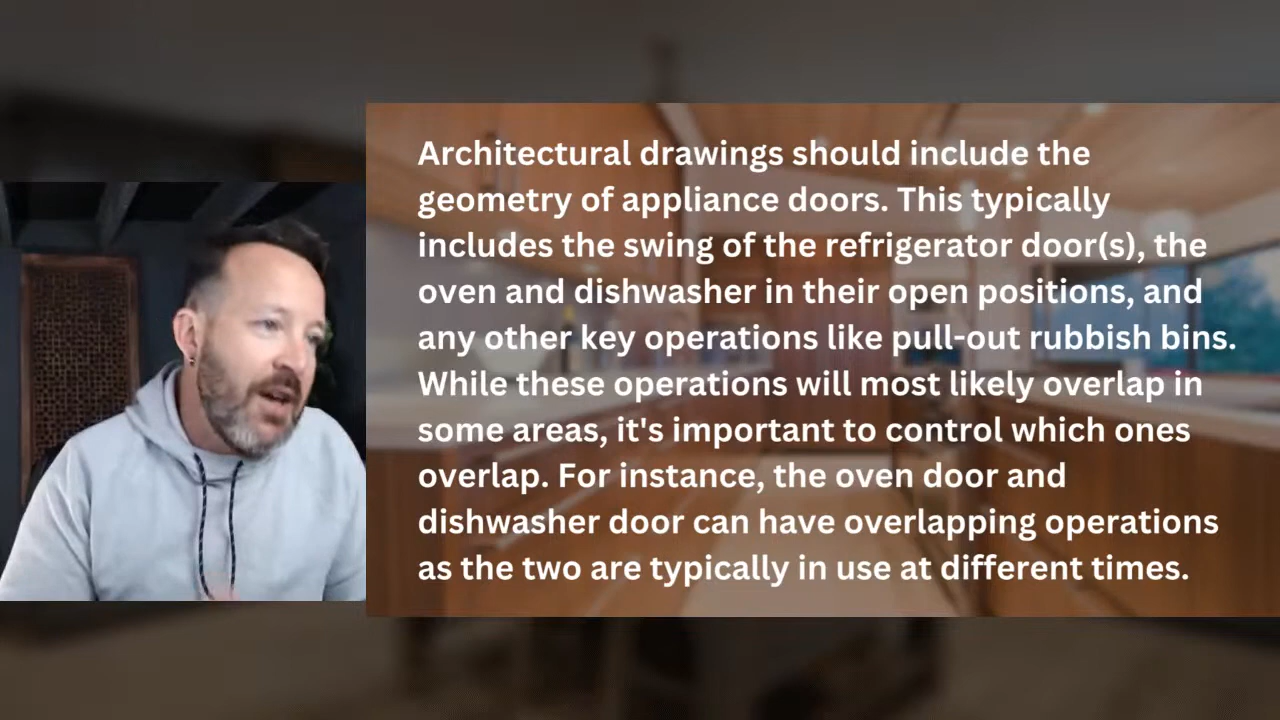 Architectural drawings should include the
geometry of appliance doors. This typically
includes the swing of the refrigerator door(s), the
oven and dishwasher in their open positions, and
any other key operations like pull-out rubbish bins.
While these operations will most likely overlap in
some areas, it's important to control which ones
overlap. For instance, the oven door and
dishwasher door can have overlapping operations
as the two are typically in use at different times.